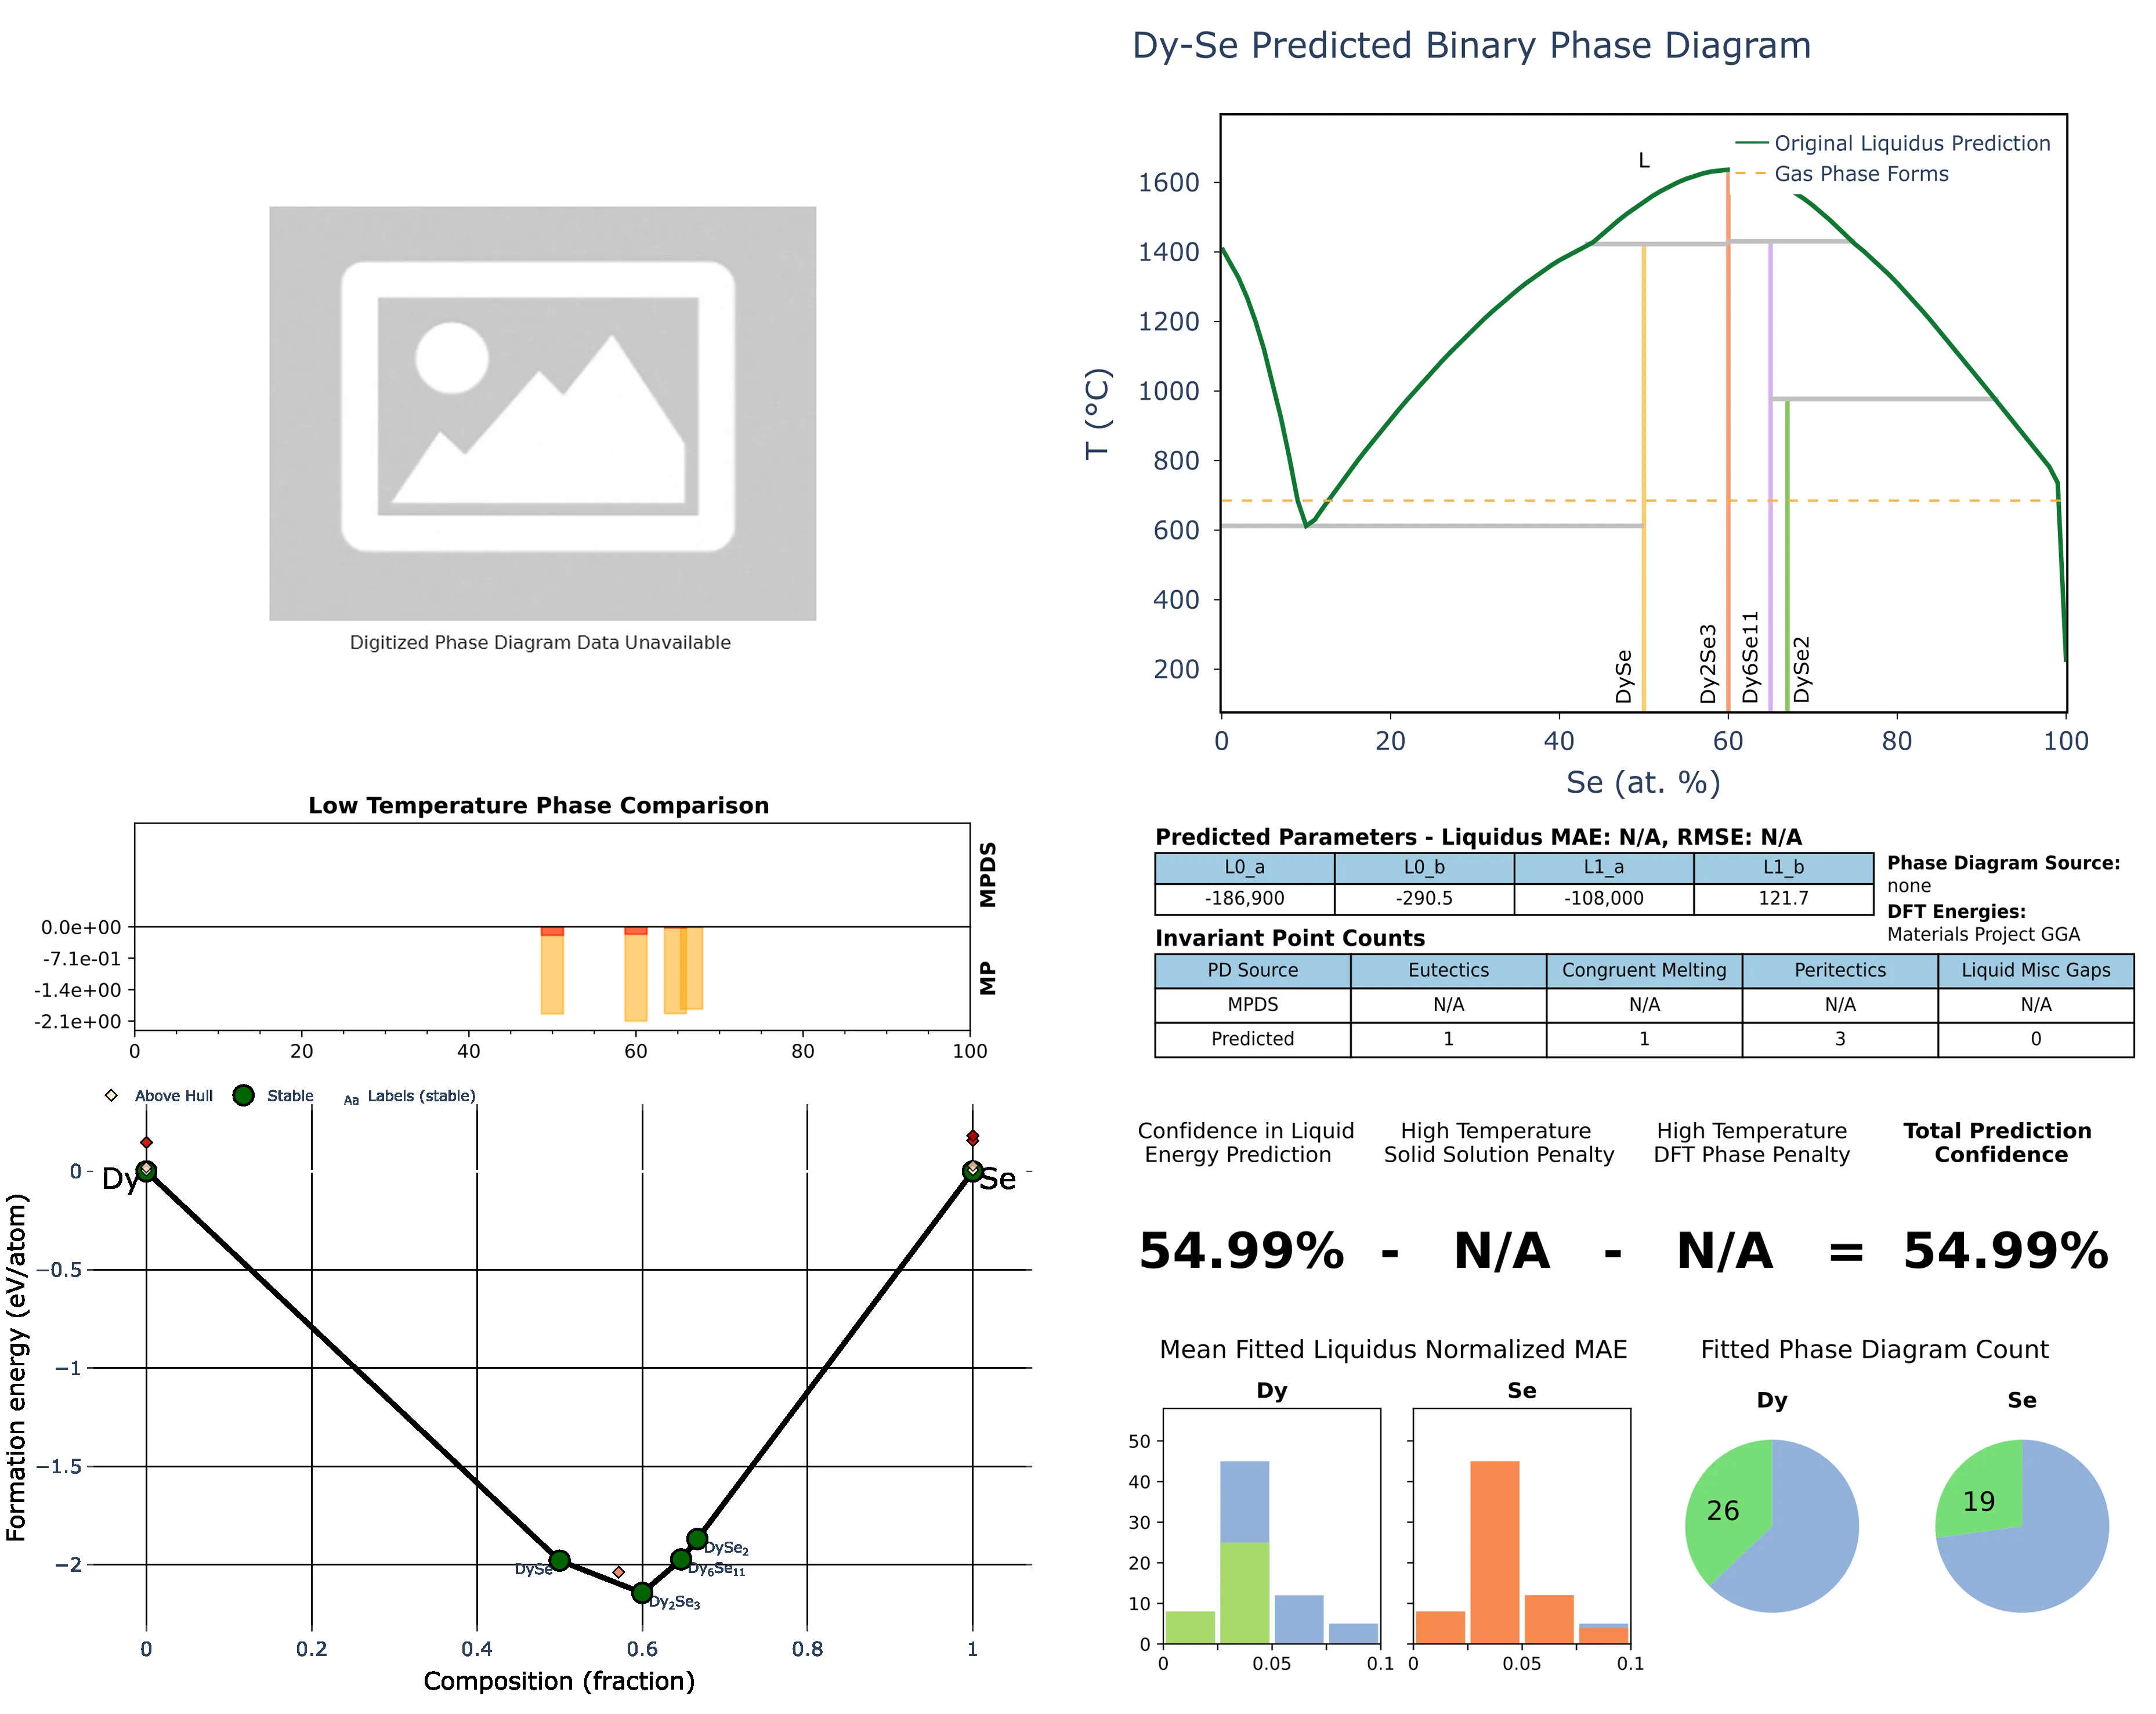 Dy-Se Predicted Binary Phase Diagram
Digitized Phase Diagram Data Unavailable
L
Original Liquidus Prediction
Gas Phase Forms
1600
1400
1200
1000
800
600
400
200
T (°C)
DySe
Dy2Se3
Dy6Se11
DySe2
0 20 40 60 80 100
Se (at. %)
Low Temperature Phase Comparison
MPDS
MP
0.0e+00
-7.1e-01
-1.4e+00
-2.1e+00
0 20 40 60 80 100
Predicted Parameters - Liquidus MAE: N/A, RMSE: N/A
L0_a L0_b L1_a L1_b
-186,900 -290.5 -108,000 121.7
Phase Diagram Source:
none
DFT Energies:
Materials Project GGA
Invariant Point Counts
PD Source Eutectics Congruent Melting Peritectics Liquid Misc Gaps
MPDS N/A N/A N/A N/A
Predicted 1 1 3 0
Above Hull Stable Aa Labels (stable)
Dy
Se
0
−0.5
−1
−1.5
−2
Formation energy (eV/atom)
DySe
Dy₂Se₃
Dy₆Se₁₁
DySe₂
0 0.2 0.4 0.6 0.8 1
Composition (fraction)
Confidence in Liquid
Energy Prediction
High Temperature
Solid Solution Penalty
High Temperature
DFT Phase Penalty
Total Prediction
Confidence
54.99% - N/A - N/A = 54.99%
Mean Fitted Liquidus Normalized MAE
Dy
Se
50
40
30
20
10
0
0 0.05 0.1
0 0.05 0.1
Fitted Phase Diagram Count
Dy
Se
26
19